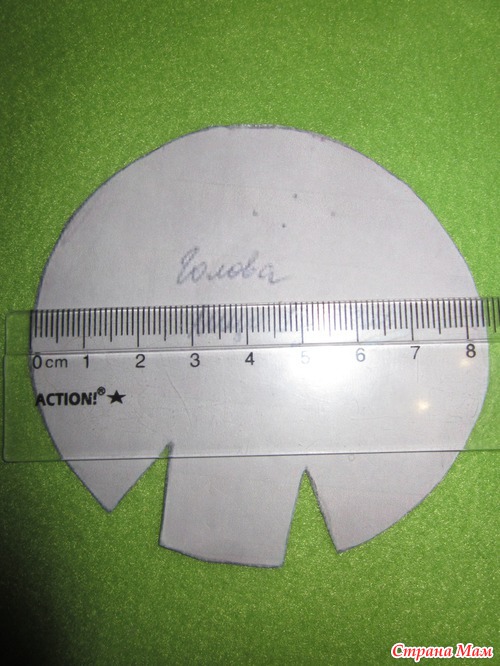 Голова
0cm 1 2 3 4 5 6 7 8
ACTION!®★
Страна Мам